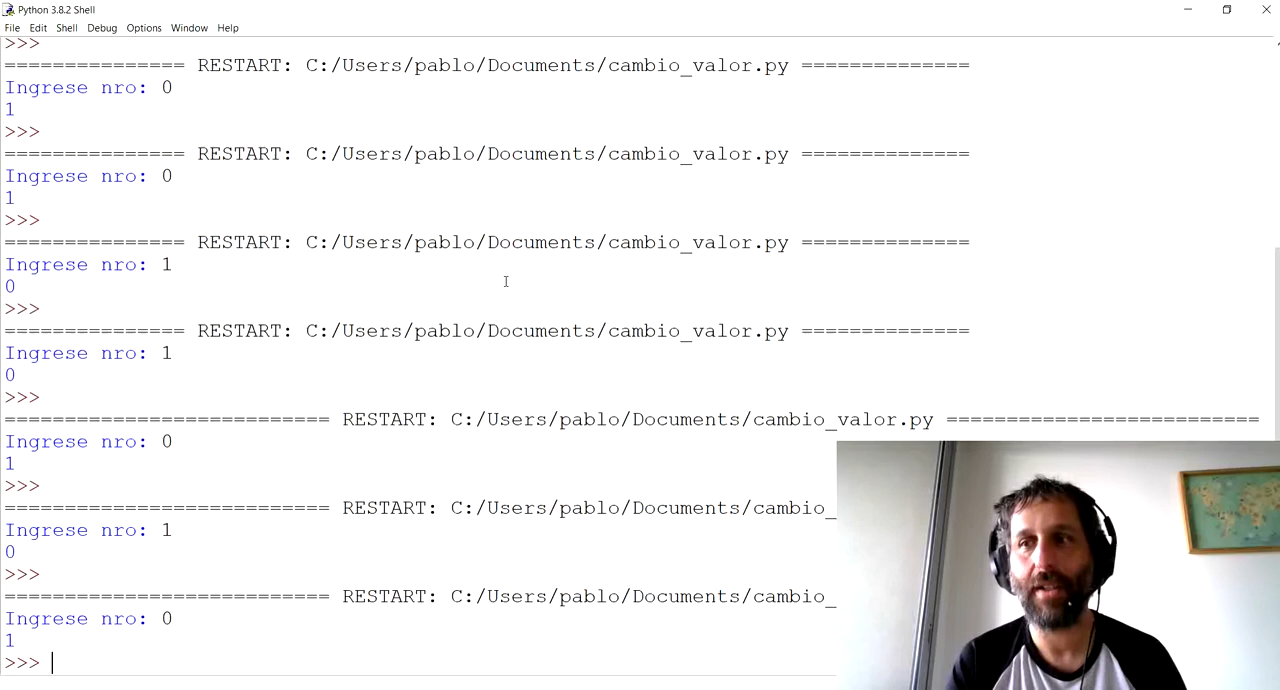 Python 3.8.2 Shell
File Edit Shell Debug Options Window Help
>>>
=============== RESTART: C:/Users/pablo/Documents/cambio_valor.py ==============
Ingrese nro: 0
1
>>>
=============== RESTART: C:/Users/pablo/Documents/cambio_valor.py ==============
Ingrese nro: 0
1
>>>
=============== RESTART: C:/Users/pablo/Documents/cambio_valor.py ==============
Ingrese nro: 1
0
>>>
=============== RESTART: C:/Users/pablo/Documents/cambio_valor.py ==============
Ingrese nro: 1
0
>>>
=========================== RESTART: C:/Users/pablo/Documents/cambio_valor.py ==========================
Ingrese nro: 0
1
>>>
=========================== RESTART: C:/Users/pablo/Documents/cambio_
Ingrese nro: 1
0
>>>
=========================== RESTART: C:/Users/pablo/Documents/cambio_
Ingrese nro: 0
1
>>>